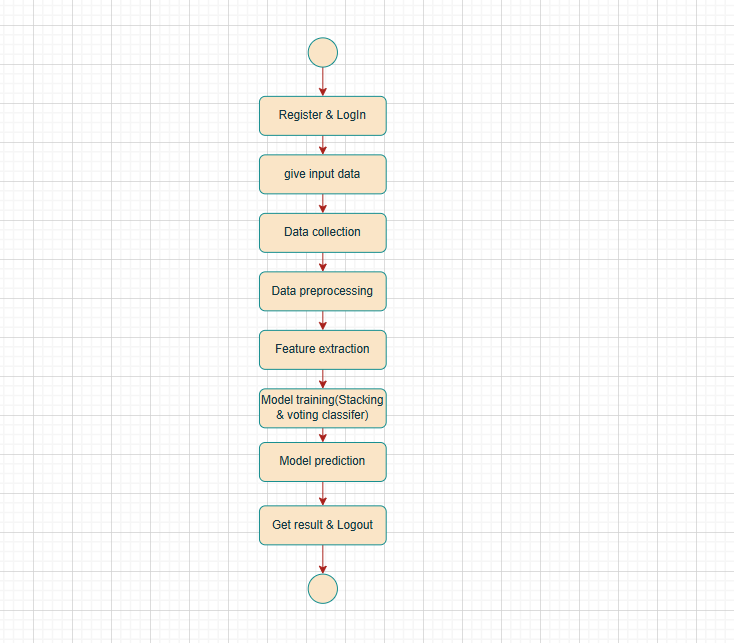 Register & LogIn
give input data
Data collection
Data preprocessing
Feature extraction
Model training(Stacking
& voting classifer)
Model prediction
Get result & Logout